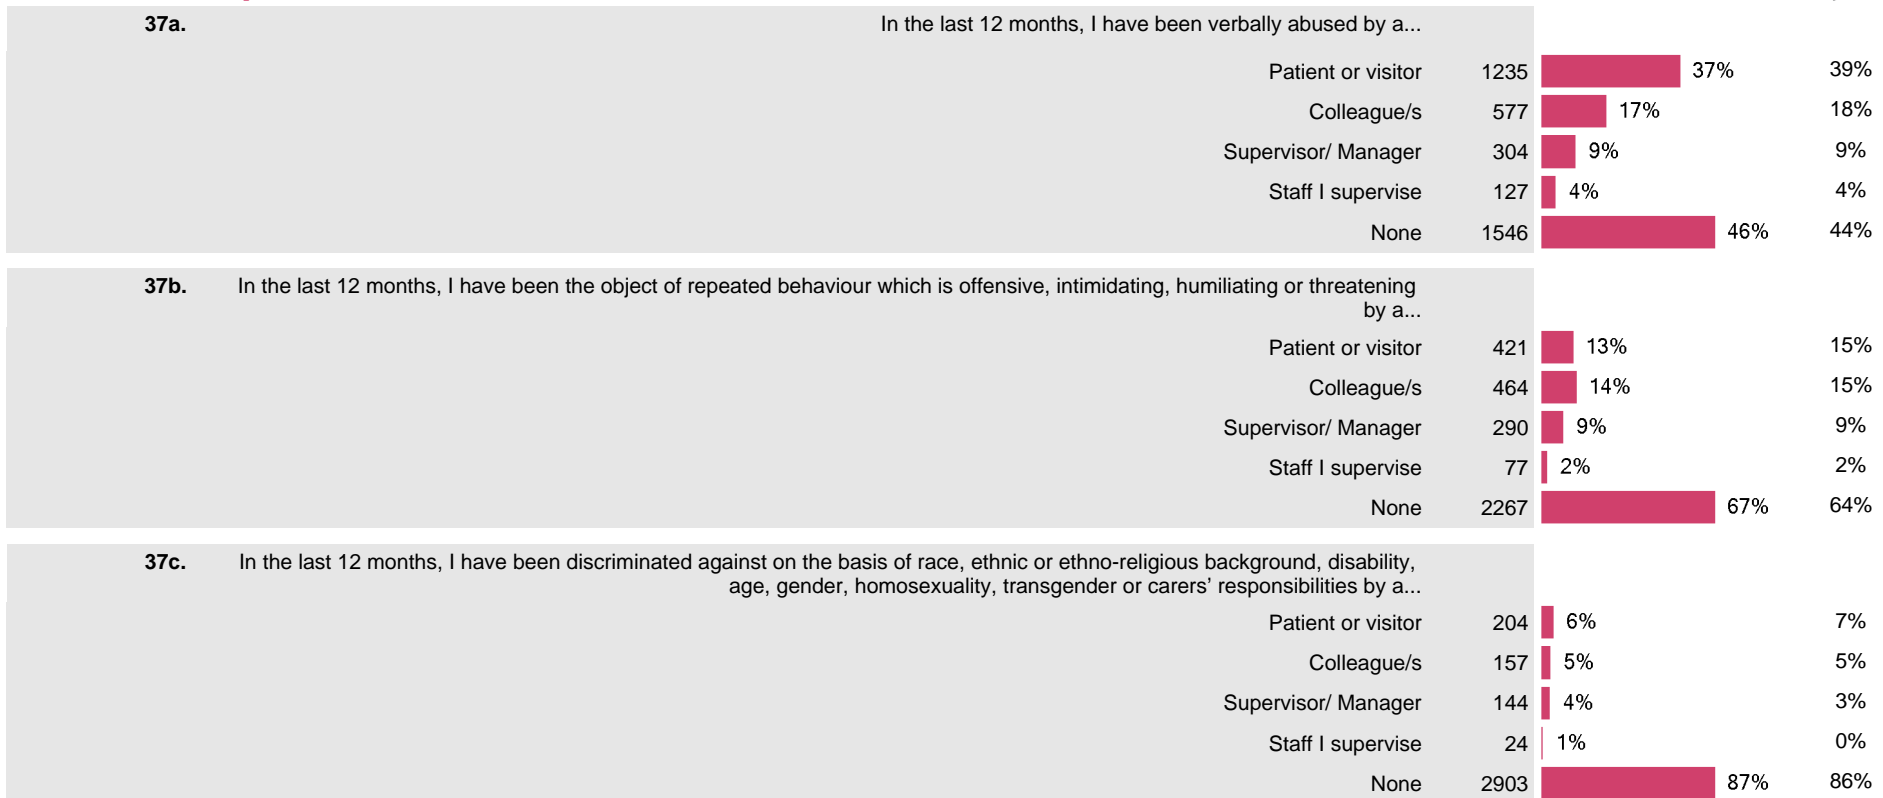 37a. In the last 12 months, I have been verbally abused by a...
Patient or visitor 1235 37% 39%
Colleague/s 577 17% 18%
Supervisor/ Manager 304 9% 9%
Staff I supervise 127 4% 4%
None 1546 46% 44%
37b. In the last 12 months, I have been the object of repeated behaviour which is offensive, intimidating, humiliating or threatening
by a...
Patient or visitor 421 13% 15%
Colleague/s 464 14% 15%
Supervisor/ Manager 290 9% 9%
Staff I supervise 77 2% 2%
None 2267 67% 64%
37c. In the last 12 months, I have been discriminated against on the basis of race, ethnic or ethno-religious background, disability,
age, gender, homosexuality, transgender or carers’ responsibilities by a...
Patient or visitor 204 6% 7%
Colleague/s 157 5% 5%
Supervisor/ Manager 144 4% 3%
Staff I supervise 24 1% 0%
None 2903 87% 86%